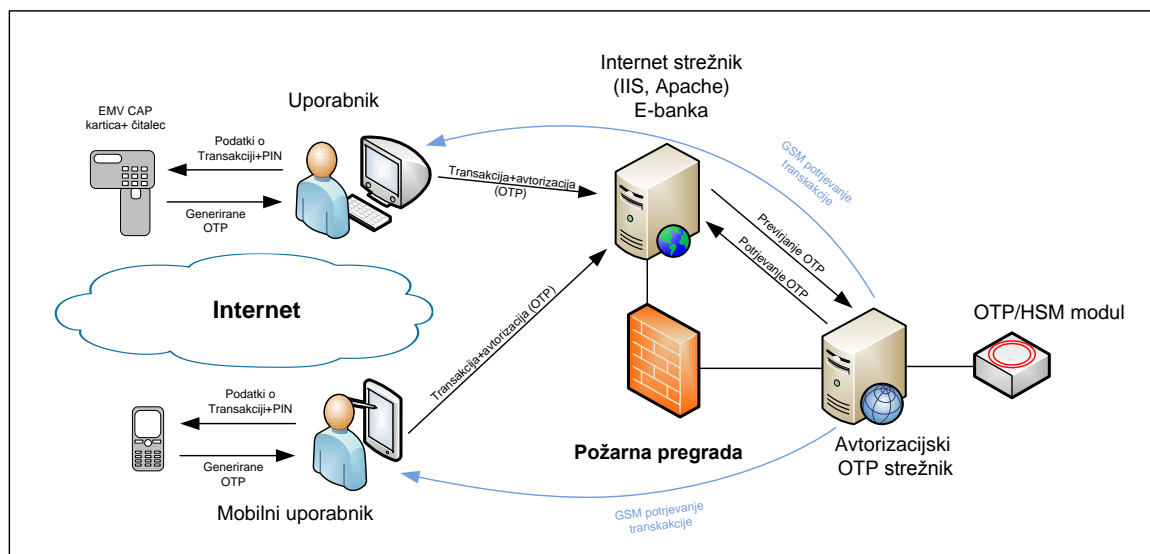 Internet strežnik
(IIS, Apache)
E-banka
Uporabnik
EMV CAP
kartica+ čitalec
Podatki o
Transakciji+PIN
Generirane
OTP
Transakcija+avtorizacija
(OTP)
GSM potrjevanje
transkakcije
Previrjanje OTP
Potrjevanje OTP
Internet
Transakcija+avtorizacija (OTP)
OTP/HSM modul
Podatki o
Transakciji+PIN
Generirane
OTP
Mobilni uporabnik
Požarna pregrada
Avtorizacijski
OTP strežnik
GSM potrjevanje
transkakcije